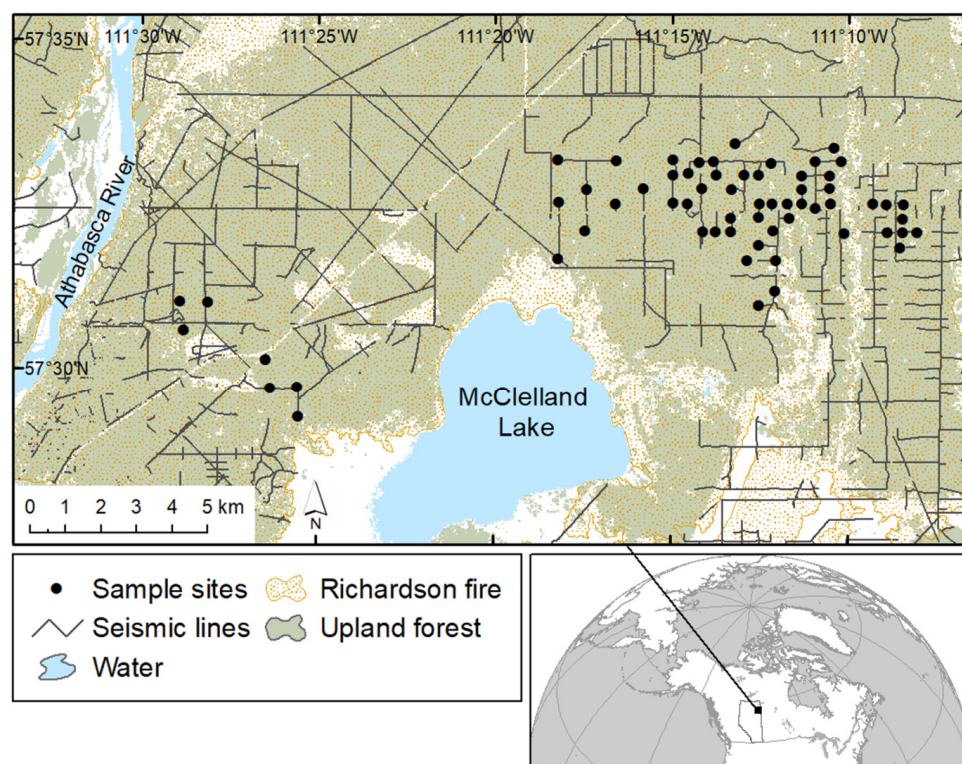 57°35'N
111°30'W
111°25'W
111°20'W
111°15'W
111°10'W
Athabasca River
57°30'N
McClelland
Lake
0 1 2 3 4 5 km
N
Sample sites
Richardson fire
Seismic lines
Upland forest
Water